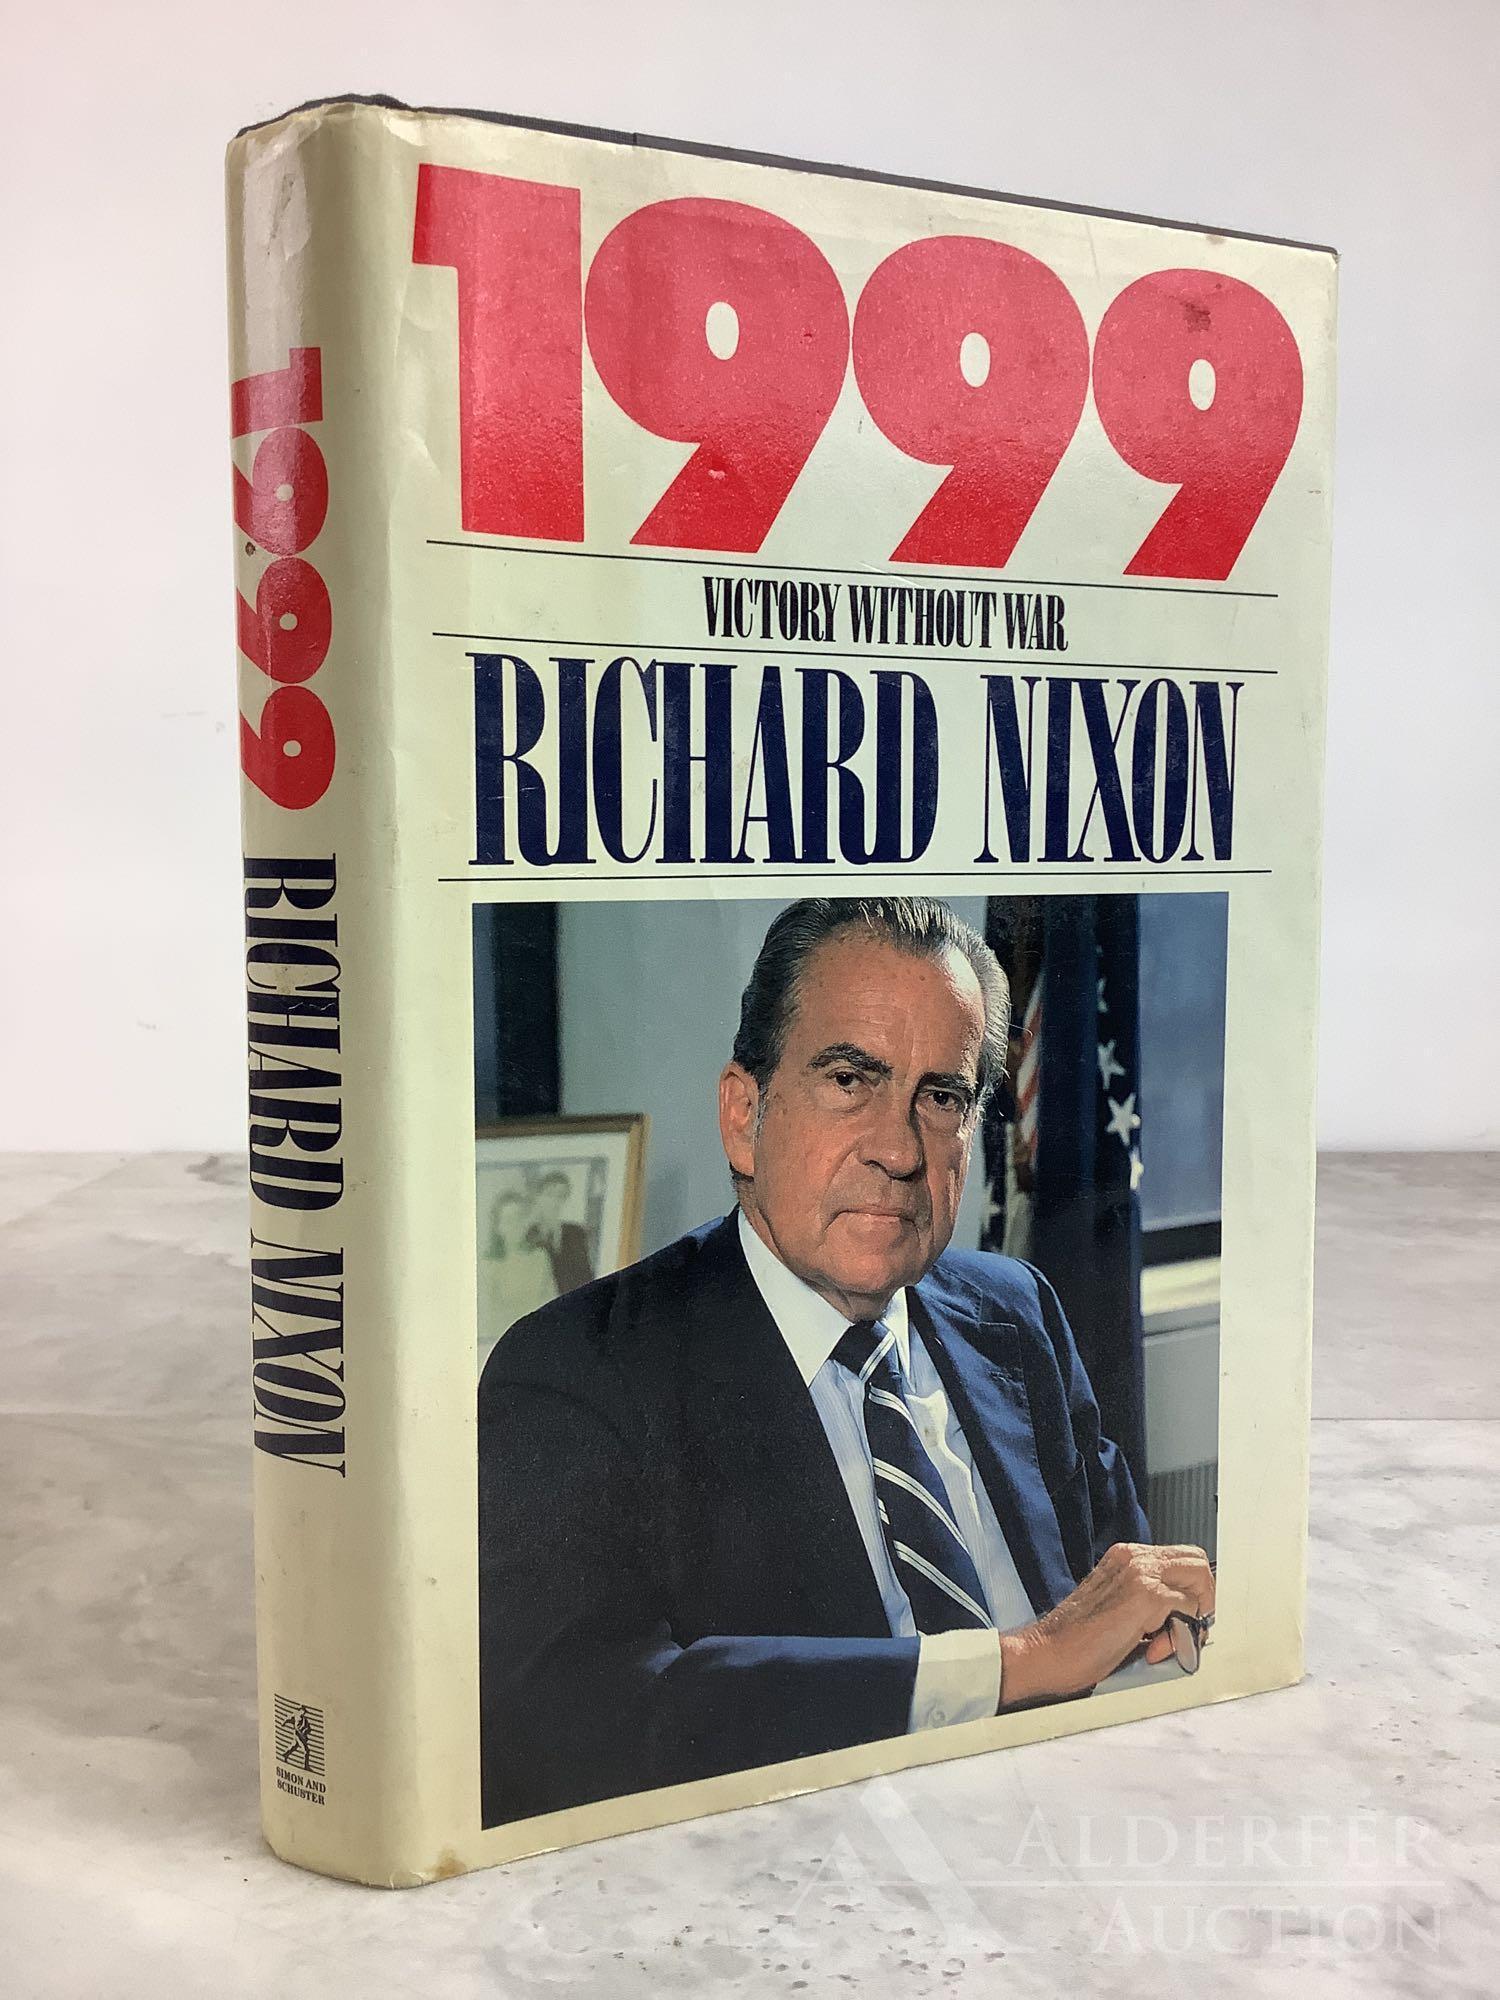 1999
VICTORY WITHOUT WAR
RICHARD NIXON
1999 RICHARD NIXON
SIMON AND
SCHUSTER
ALDERFER
AUCTION